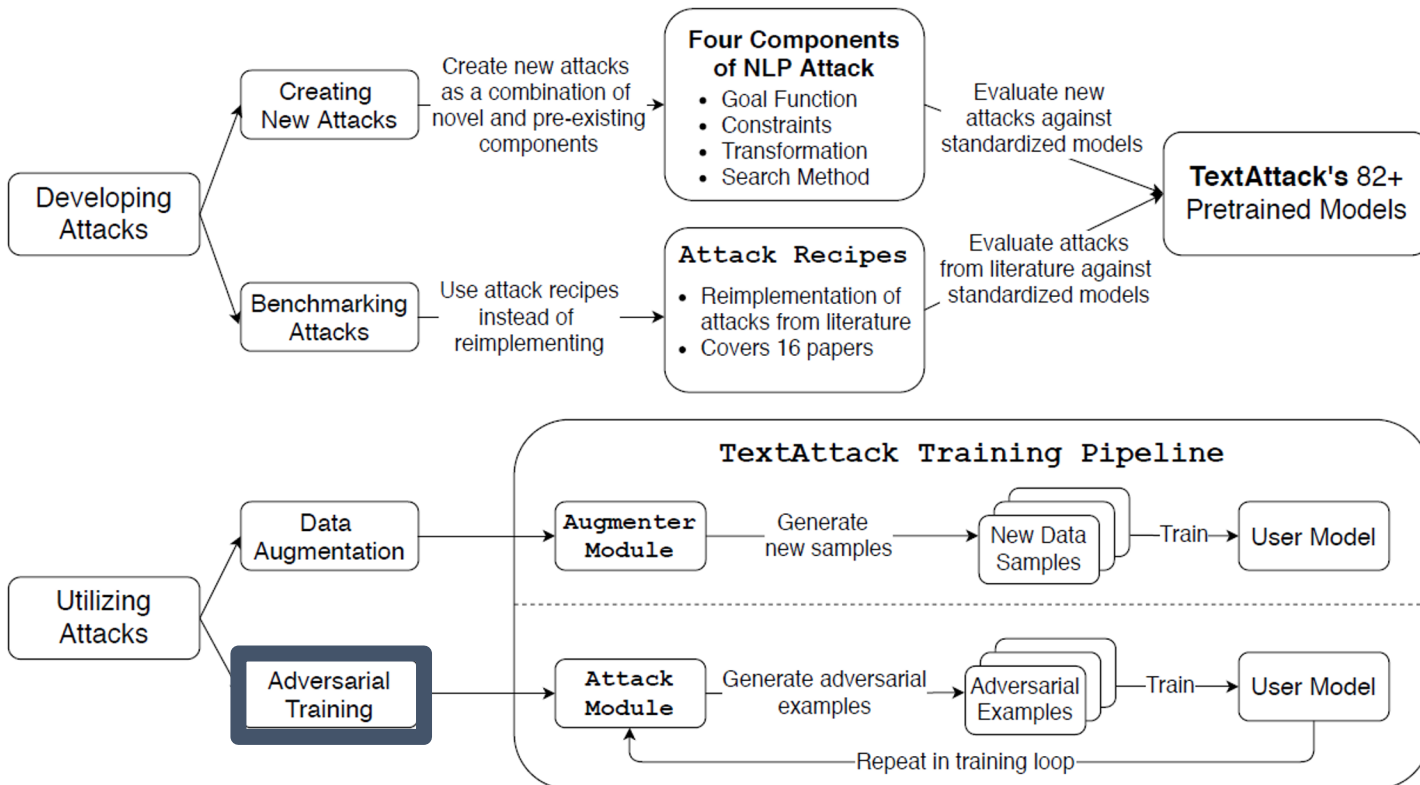 Developing
Attacks
Creating
New Attacks
Create new attacks
as a combination of
novel and pre-existing
components
Four Components
of NLP Attack
• Goal Function
• Constraints
• Transformation
• Search Method
Evaluate new
attacks against
standardized models
TextAttack's 82+
Pretrained Models
Benchmarking
Attacks
Use attack recipes
instead of
reimplementing
Attack Recipes
• Reimplementation of
attacks from literature
• Covers 16 papers
Evaluate attacks
from literature against
standardized models
Utilizing
Attacks
TextAttack Training Pipeline
Data
Augmentation
Augmenter
Module
Generate
new samples
New Data
Samples
Train
User Model
Adversarial
Training
Attack
Module
Generate adversarial
examples
Adversarial
Examples
Train
User Model
Repeat in training loop